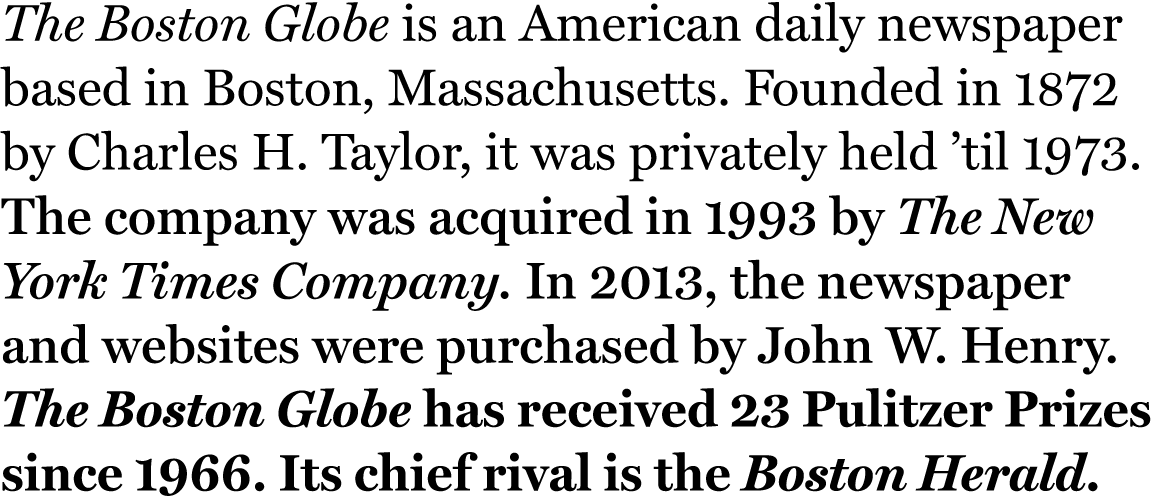 The Boston Globe is an American daily newspaper
based in Boston, Massachusetts. Founded in 1872
by Charles H. Taylor, it was privately held ’til 1973.
The company was acquired in 1993 by The New
York Times Company. In 2013, the newspaper
and websites were purchased by John W. Henry.
The Boston Globe has received 23 Pulitzer Prizes
since 1966. Its chief rival is the Boston Herald.